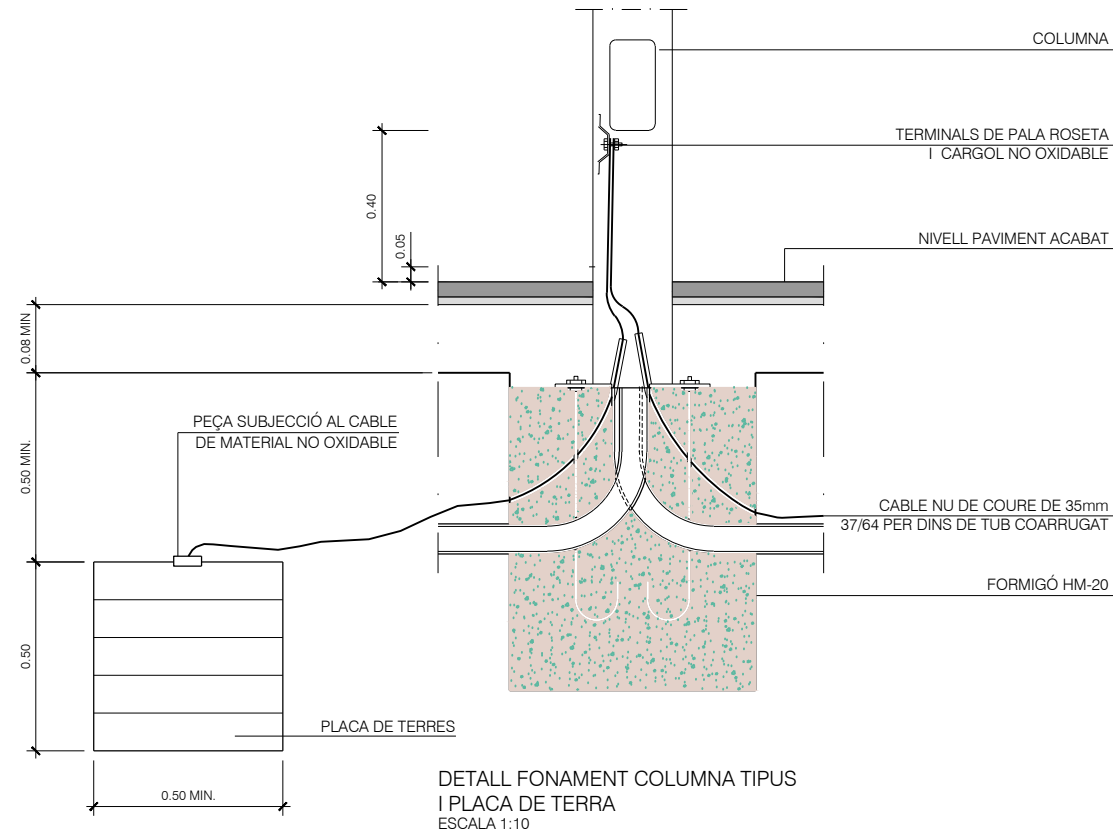 COLUMNA
TERMINALS DE PALA ROSETA
I CARGOL NO OXIDABLE
0.40
0.05
NIVELL PAVIMENT ACABAT
0.08 MIN
PEÇA SUBJECCIÓ AL CABLE
DE MATERIAL NO OXIDABLE
0.50 MIN.
CABLE NU DE COURE DE 35mm
37/64 PER DINS DE TUB COARRUGAT
FORMIGÓ HM-20
0.50
PLACA DE TERRES
0.50 MIN.
DETALL FONAMENT COLUMNA TIPUS
I PLACA DE TERRA
ESCALA 1:10